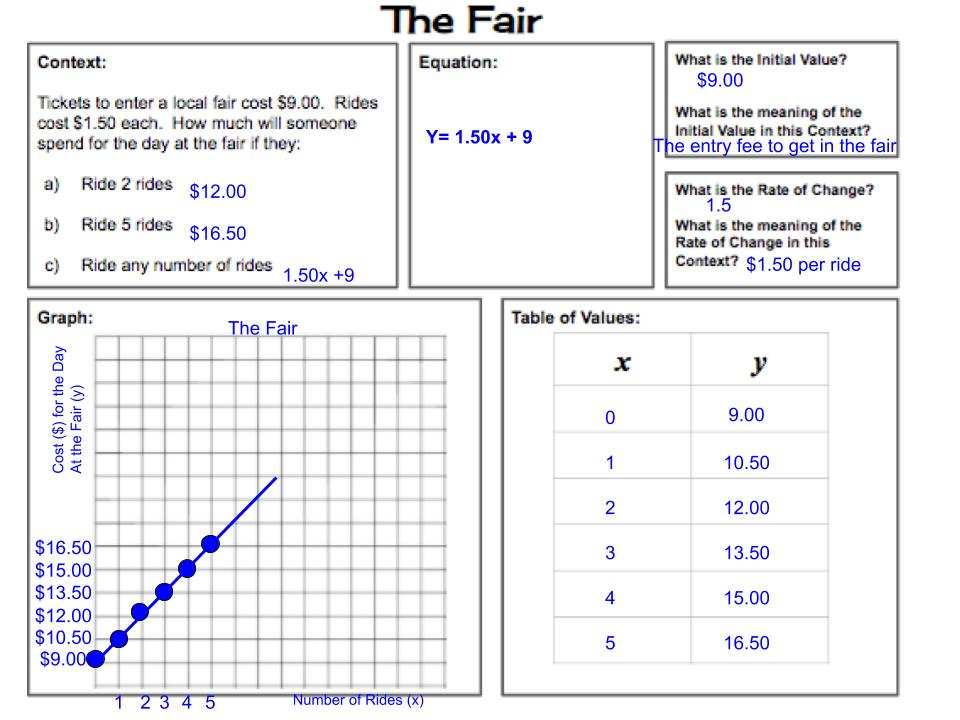 The Fair
Context:
Tickets to enter a local fair cost $9.00. Rides
cost $1.50 each. How much will someone
spend for the day at the fair if they:
a) Ride 2 rides $12.00
b) Ride 5 rides $16.50
c) Ride any number of rides 1.50x +9
Equation:
Y= 1.50x + 9
What is the Initial Value?
$9.00
What is the meaning of the
Initial Value in this Context?
The entry fee to get in the fair
What is the Rate of Change?
1.5
What is the meaning of the
Rate of Change in this
Context? $1.50 per ride
Graph:
The Fair
Cost ($) for the Day
At the Fair (y)
$16.50
$15.00
$13.50
$12.00
$10.50
$9.00
1 2 3 4 5 Number of Rides (x)
Table of Values:
x y
0 9.00
1 10.50
2 12.00
3 13.50
4 15.00
5 16.50